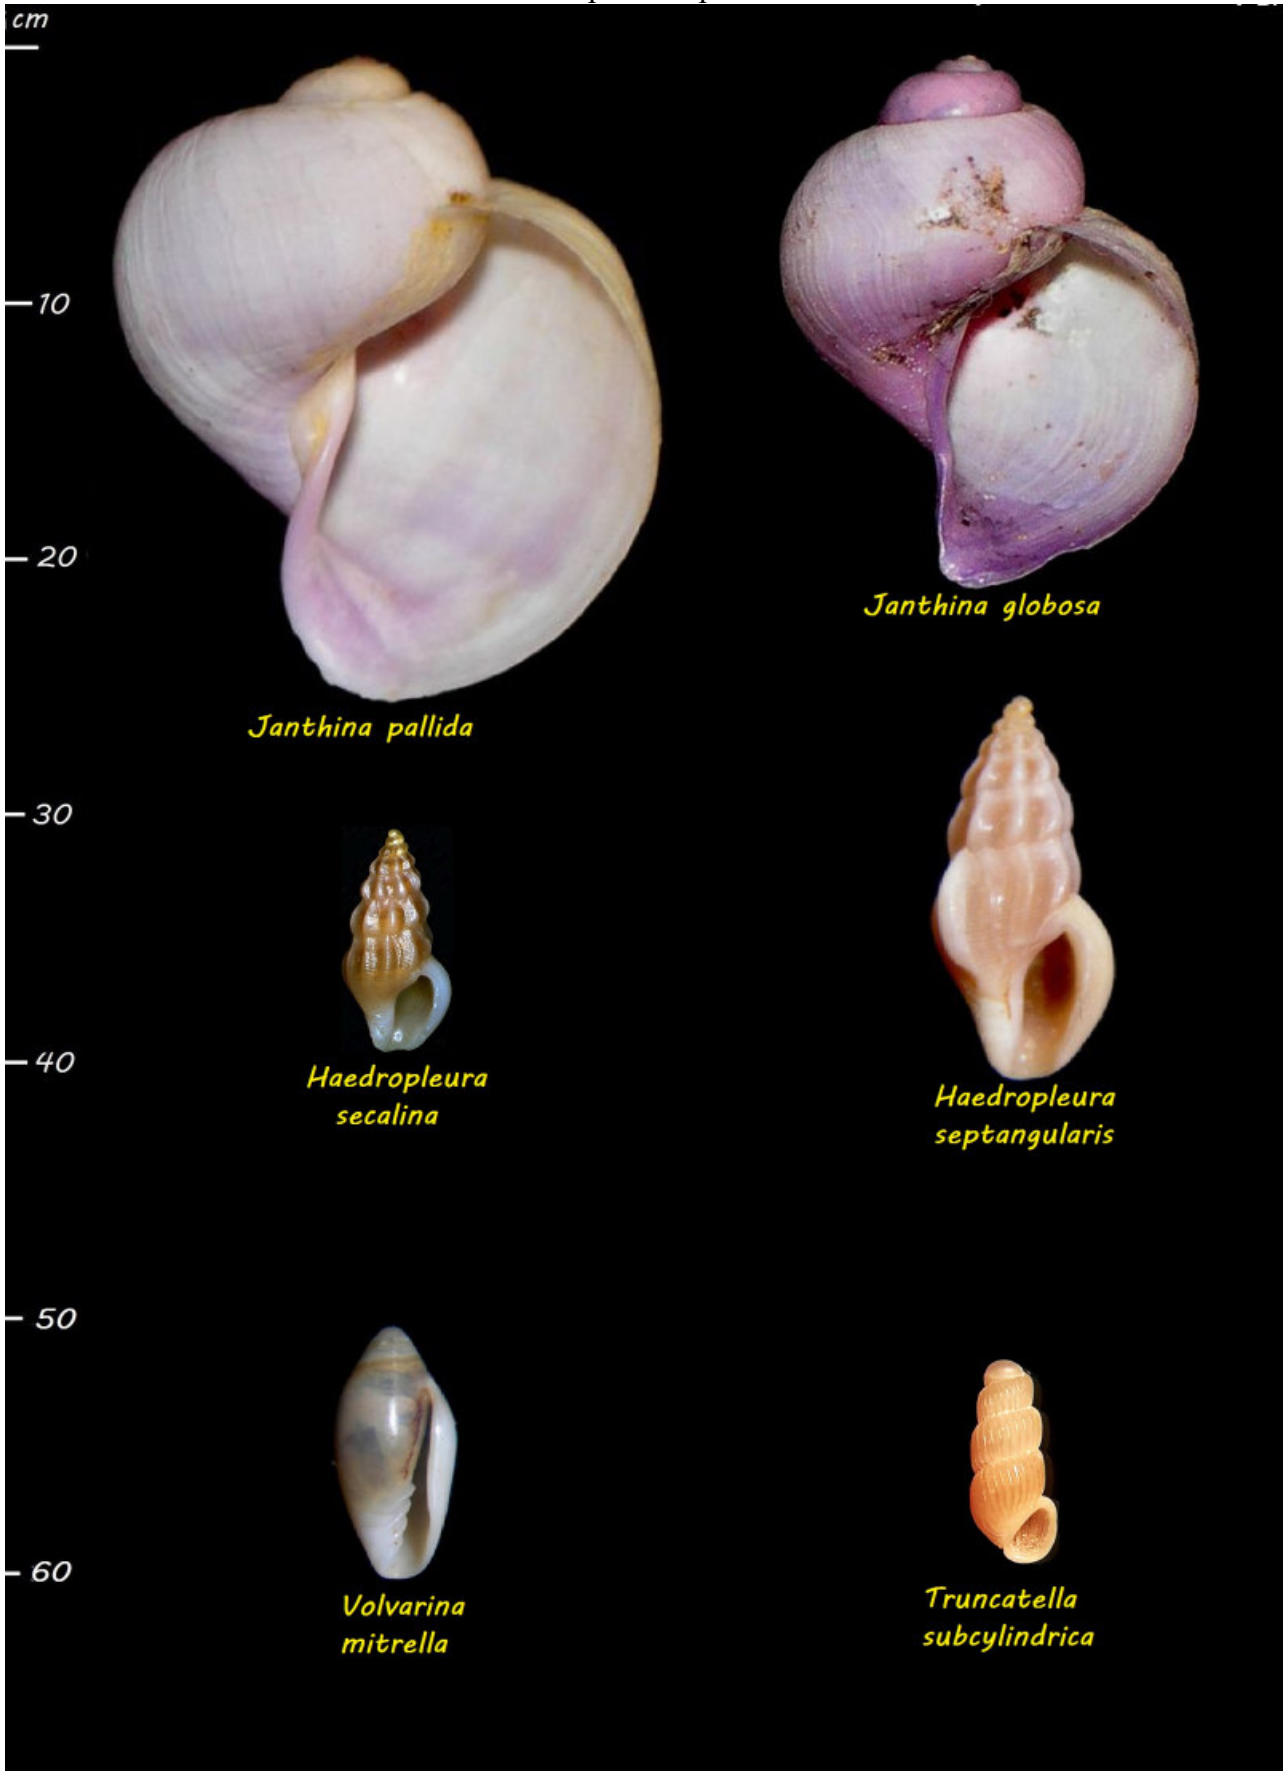 cm
10
20
Janthina globosa
Janthina pallida
30
40
Haedropleura
secalina
Haedropleura
septangularis
50
60
Volvarina
mitrella
Truncatella
subcylindrica